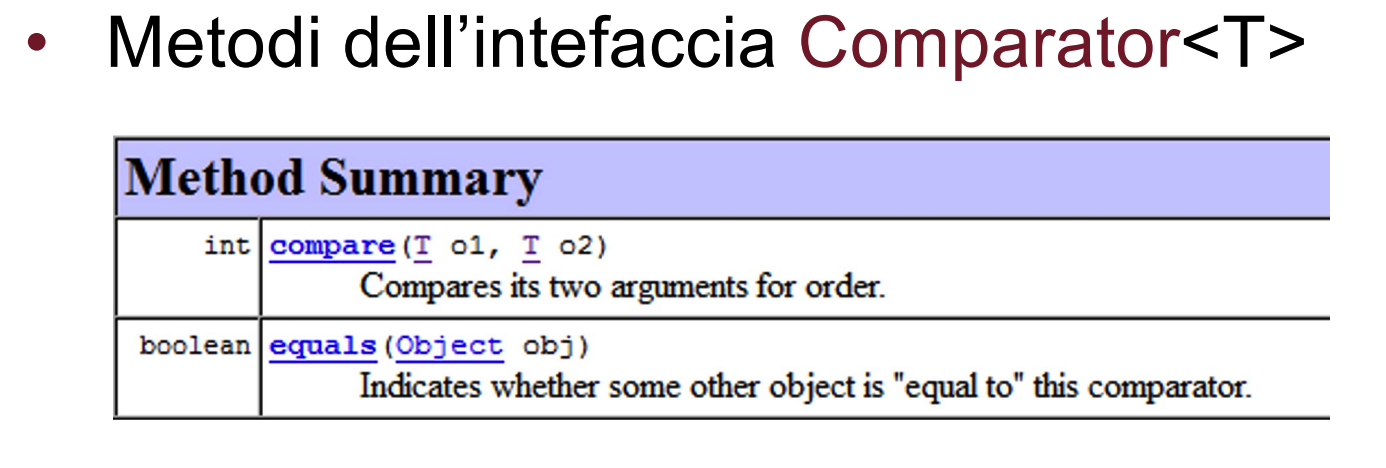 • Metodi dell’intefaccia Comparator<T>
Method Summary
int compare(T o1, T o2)
Compares its two arguments for order.
boolean equals(Object obj)
Indicates whether some other object is "equal to" this comparator.